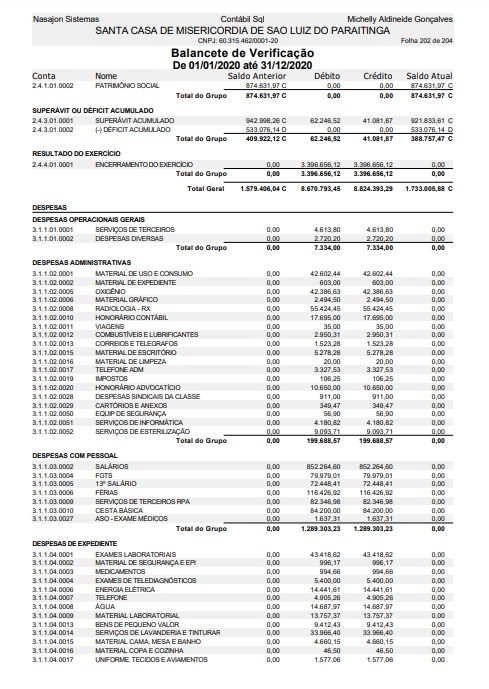 Nasajon Sistemas Contábil Sql Michelly Aldineide Gonçalves
SANTA CASA DE MISERICORDIA DE SAO LUIZ DO PARAITINGA
CNPJ: 60.315.462/0001-20 Folha 202 de 204
Balancete de Verificação
De 01/01/2020 até 31/12/2020
Conta Nome Saldo Anterior Débito Crédito Saldo Atual
2.4.1.01.0002 PATRIMÔNIO SOCIAL 874.631,97 C 0,00 0,00 874.631,97 C
Total do Grupo 874.631,97 C 0,00 0,00 874.631,97 C
SUPERÁVIT OU DÉFICIT ACUMULADO
2.4.3.01.0001 SUPERÁVIT ACUMULADO 942.998,26 C 62.246,52 41.081,87 921.833,61 C
2.4.3.01.0002 (-) DÉFICIT ACUMULADO 533.076,14 D 0,00 0,00 533.076,14 D
Total do Grupo 409.922,12 C 62.246,52 41.081,87 388.757,47 C
RESULTADO DO EXERCÍCIO
2.4.4.01.0001 ENCERRAMENTO DO EXERCÍCIO 0,00 3.396.656,12 3.396.656,12 0,00
Total do Grupo 0,00 3.396.656,12 3.396.656,12 0,00
Total Geral 1.579.406,04 C 8.670.793,45 8.824.393,29 1.733.005,88 C
DESPESAS
DESPESAS OPERACIONAIS GERAIS
3.1.1.01.0001 SERVIÇOS DE TERCEIROS 0,00 4.613,80 4.613,80 0,00
3.1.1.01.0002 DESPESAS DIVERSAS 0,00 2.720,20 2.720,20 0,00
Total do Grupo 0,00 7.334,00 7.334,00 0,00
DESPESAS ADMINISTRATIVAS
3.1.1.02.0001 MATERIAL DE USO E CONSUMO 0,00 42.602,44 42.602,44 0,00
3.1.1.02.0002 MATERIAL DE EXPEDIENTE 0,00 603,00 603,00 0,00
3.1.1.02.0005 OXIGÊNIO 0,00 42.386,63 42.386,63 0,00
3.1.1.02.0006 MATERIAL GRÁFICO 0,00 2.494,50 2.494,50 0,00
3.1.1.02.0008 RADIOLOGIA - RX 0,00 55.424,45 55.424,45 0,00
3.1.1.02.0010 HONORÁRIO CONTÁBIL 0,00 17.695,00 17.695,00 0,00
3.1.1.02.0011 VIAGENS 0,00 35,00 35,00 0,00
3.1.1.02.0012 COMBUSTÍVEIS E LUBRIFICANTES 0,00 2.950,31 2.950,31 0,00
3.1.1.02.0013 CORREIOS E TELEGRAFOS 0,00 1.523,28 1.523,28 0,00
3.1.1.02.0015 MATERIAL DE ESCRITÓRIO 0,00 5.278,28 5.278,28 0,00
3.1.1.02.0016 MATERIAL DE LIMPEZA 0,00 20,00 20,00 0,00
3.1.1.02.0017 TELEFONE ADM 0,00 3.327,53 3.327,53 0,00
3.1.1.02.0019 IMPOSTOS 0,00 106,25 106,25 0,00
3.1.1.02.0020 HONORÁRIO ADVOCATÍCIO 0,00 10.650,00 10.650,00 0,00
3.1.1.02.0028 DESPESAS SINDICAIS DA CLASSE 0,00 911,00 911,00 0,00
3.1.1.02.0029 CARTÓRIOS E ANEXOS 0,00 349,47 349,47 0,00
3.1.1.02.0050 EQUIP DE SEGURANÇA 0,00 56,90 56,90 0,00
3.1.1.02.0051 SERVIÇOS DE INFORMÁTICA 0,00 4.180,82 4.180,82 0,00
3.1.1.02.0052 SERVIÇOS DE ESTERILIZAÇÃO 0,00 9.093,71 9.093,71 0,00
Total do Grupo 0,00 199.688,57 199.688,57 0,00
DESPESAS COM PESSOAL
3.1.1.03.0002 SALÁRIOS 0,00 852.264,60 852.264,60 0,00
3.1.1.03.0004 FGTS 0,00 79.979,01 79.979,01 0,00
3.1.1.03.0005 13º SALÁRIO 0,00 72.448,41 72.448,41 0,00
3.1.1.03.0006 FÉRIAS 0,00 116.426,92 116.426,92 0,00
3.1.1.03.0009 SERVIÇOS DE TERCEIROS RPA 0,00 82.346,98 82.346,98 0,00
3.1.1.03.0010 CESTA BÁSICA 0,00 84.200,00 84.200,00 0,00
3.1.1.03.0027 ASO - EXAME MÉDICOS 0,00 1.637,31 1.637,31 0,00
Total do Grupo 0,00 1.289.303,23 1.289.303,23 0,00
DESPESAS DE EXPEDIENTE
3.1.1.04.0001 EXAMES LABORATORIAIS 0,00 43.418,62 43.418,62 0,00
3.1.1.04.0002 MATERIAL DE SEGURANÇA E EPI 0,00 996,17 996,17 0,00
3.1.1.04.0003 MEDICAMENTOS 0,00 994,66 994,66 0,00
3.1.1.04.0004 EXAMES DE TELEDIAGNÓSTICOS 0,00 5.400,00 5.400,00 0,00
3.1.1.04.0006 ENERGIA ELÉTRICA 0,00 14.441,61 14.441,61 0,00
3.1.1.04.0007 TELEFONE 0,00 4.905,26 4.905,26 0,00
3.1.1.04.0008 ÁGUA 0,00 14.687,97 14.687,97 0,00
3.1.1.04.0009 MATERIAL LABORATORIAL 0,00 13.757,37 13.757,37 0,00
3.1.1.04.0013 BENS DE PEQUENO VALOR 0,00 9.412,43 9.412,43 0,00
3.1.1.04.0014 SERVIÇOS DE LAVANDERIA E TINTURAR 0,00 33.966,40 33.966,40 0,00
3.1.1.04.0015 MATERIAL CAMA, MESA E BANHO 0,00 4.660,15 4.660,15 0,00
3.1.1.04.0016 MATERIAL COPA E COZINHA 0,00 46,50 46,50 0,00
3.1.1.04.0017 UNIFORME, TECIDOS E AVIAMENTOS 0,00 1.577,06 1.577,06 0,00